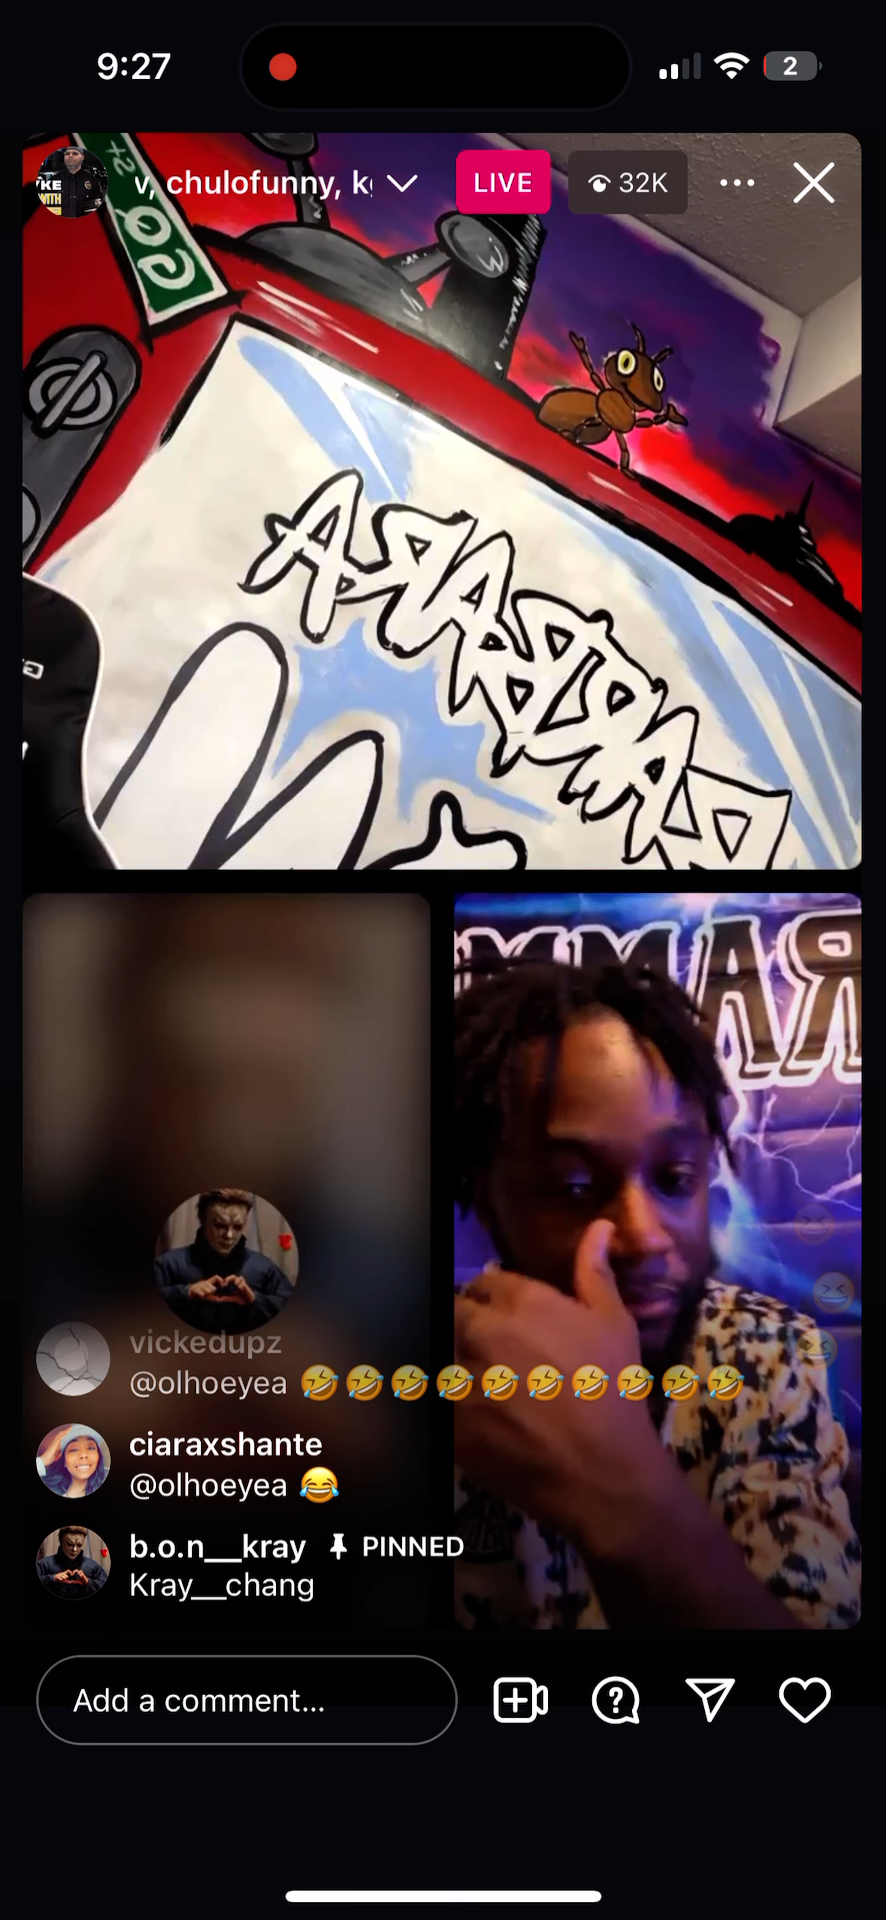 9:27
2
v, chulofunny, k
LIVE
32K
vickedupz
@olhoeyea 🤣🤣🤣🤣🤣🤣🤣🤣🤣🤣
ciaraxshante
@olhoeyea 😂
b.o.n__kray PINNED
Kray__chang
Add a comment...